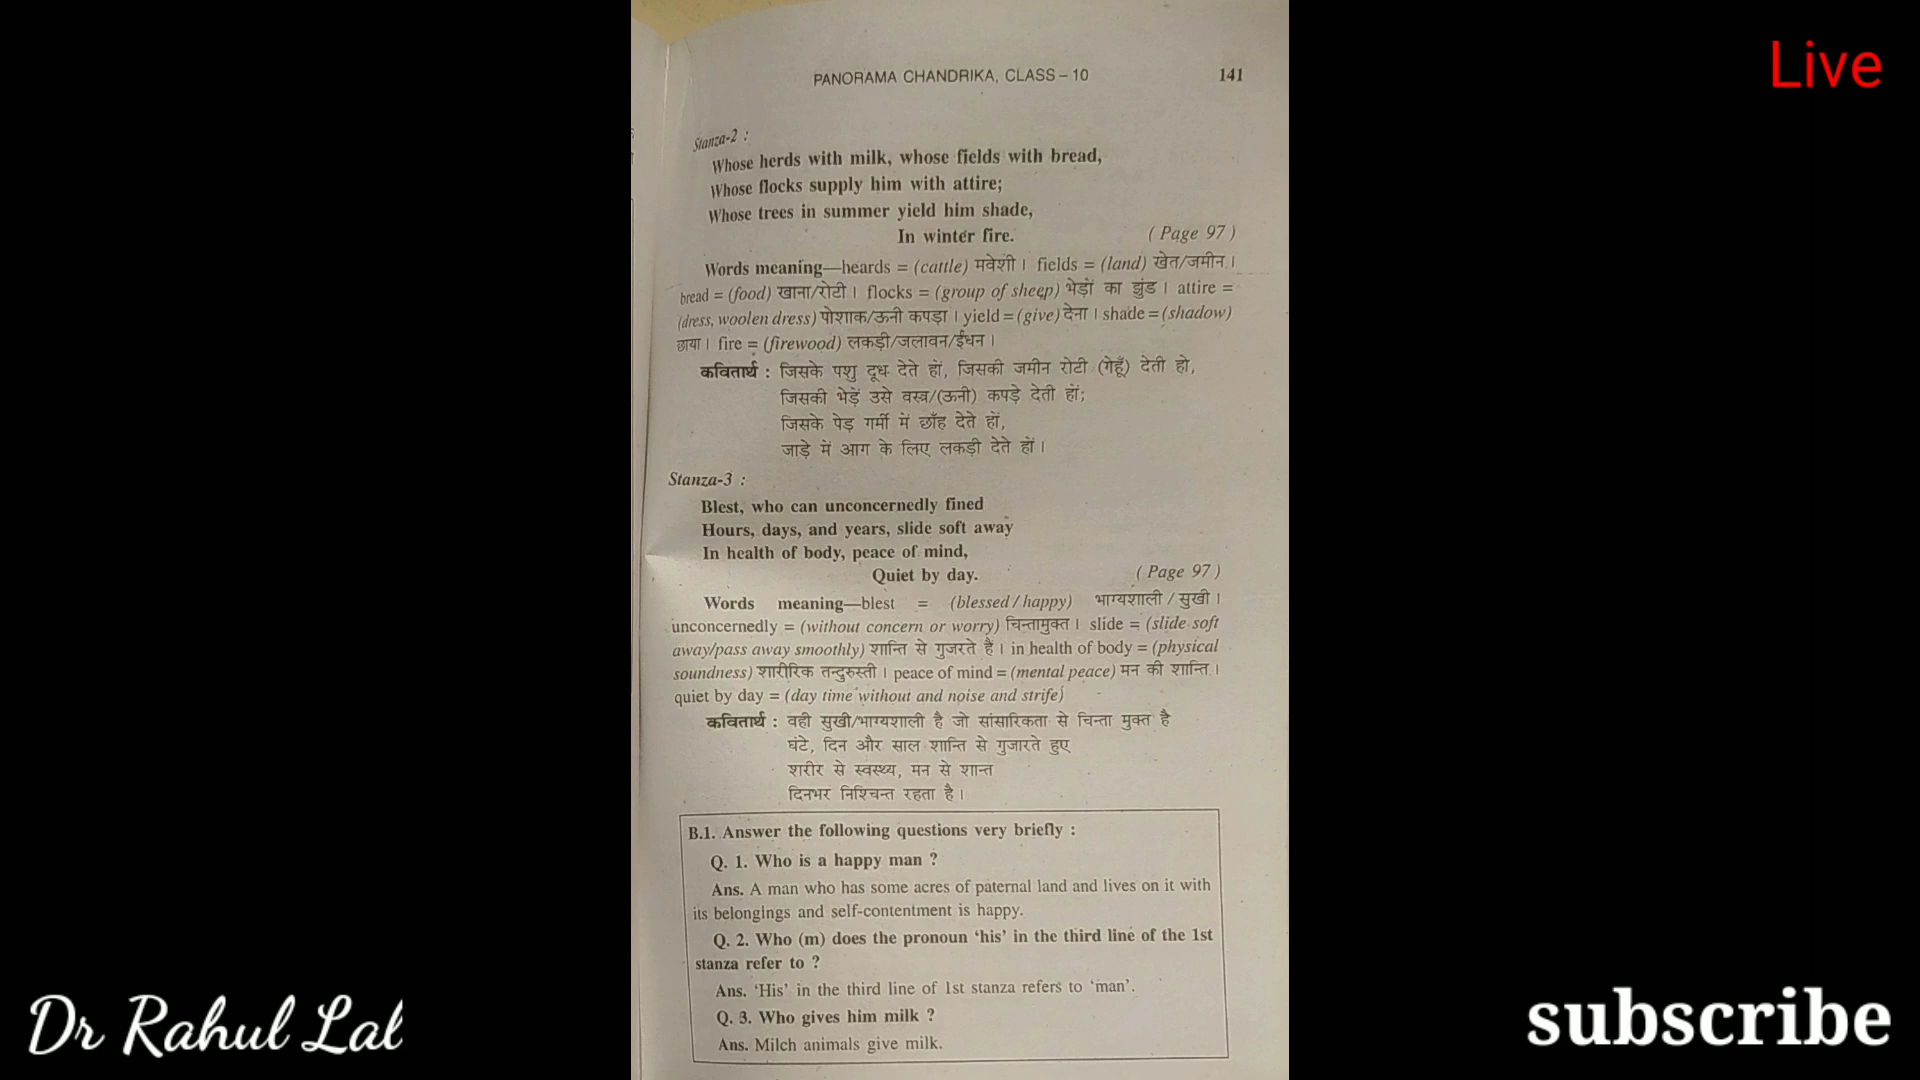 PANORAMA CHANDRIKA, CLASS – 10 141
Live
Stanza-2 :
Whose herds with milk, whose fields with bread,
Whose flocks supply him with attire;
Whose trees in summer yield him shade,
In winter fire. ( Page 97 )
Words meaning—heards = (cattle) मवेशी। fields = (land) खेत/जमीन।
bread = (food) खाना/रोटी। flocks = (group of sheep) भेड़ों का झुंड। attire =
(dress, woolen dress) पोशाक/ऊनी कपड़ा। yield = (give) देना। shade = (shadow)
छाया। fire = (firewood) लकड़ी/जलावन/ईंधन।
कवितार्थ : जिसके पशु दूध देते हों, जिसकी जमीन रोटी (गेहूँ) देती हो,
जिसकी भेड़ें उसे वस्त्र/(ऊनी) कपड़े देती हों;
जिसके पेड़ गर्मी में छाँह देते हों,
जाड़े में आग के लिए लकड़ी देते हों।
Stanza-3 :
Blest, who can unconcernedly fined
Hours, days, and years, slide soft away
In health of body, peace of mind,
Quiet by day. ( Page 97 )
Words meaning—blest = (blessed / happy) भाग्यशाली / सुखी।
unconcernedly = (without concern or worry) चिन्तामुक्त। slide = (slide soft
away/pass away smoothly) शान्ति से गुजरते हैं। in health of body = (physical
soundness) शारीरिक तन्दुरुस्ती। peace of mind = (mental peace) मन की शान्ति।
quiet by day = (day time without and noise and strife)
कवितार्थ : वही सुखी/भाग्यशाली है जो सांसारिकता से चिन्ता मुक्त है
घंटे, दिन और साल शान्ति से गुजारते हुए
शरीर से स्वस्थ्य, मन से शान्त
दिनभर निश्चिन्त रहता है।
B.1. Answer the following questions very briefly :
Q. 1. Who is a happy man ?
Ans. A man who has some acres of paternal land and lives on it with
its belongings and self-contentment is happy.
Q. 2. Who (m) does the pronoun ‘his’ in the third line of the 1st
stanza refer to ?
Ans. ‘His’ in the third line of 1st stanza refers to ‘man’.
Q. 3. Who gives him milk ?
Ans. Milch animals give milk.
Dr Rahul Lal
subscribe